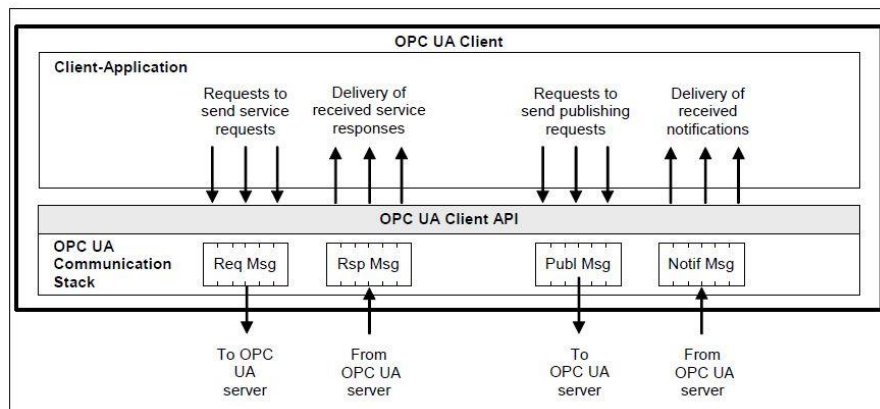 OPC UA Client
Client-Application
Requests to
send service
requests
Delivery of
received service
responses
Requests to
send publishing
requests
Delivery of
received
notifications
OPC UA Client API
OPC UA
Communication
Stack
Req Msg
Rsp Msg
Publ Msg
Notif Msg
To OPC
UA
server
From
OPC UA
server
To
OPC UA
server
From
OPC UA
server